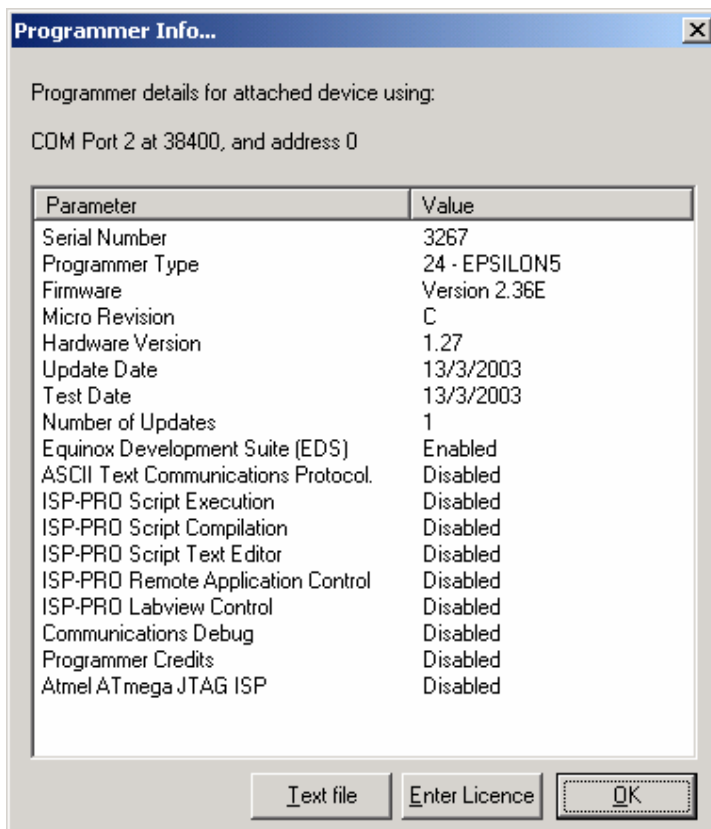 Programmer Info...
Programmer details for attached device using:
COM Port 2 at 38400, and address 0
Parameter Value
Serial Number 3267
Programmer Type 24 - EPSILON5
Firmware Version 2.36E
Micro Revision C
Hardware Version 1.27
Update Date 13/3/2003
Test Date 13/3/2003
Number of Updates 1
Equinox Development Suite (EDS) Enabled
ASCII Text Communications Protocol. Disabled
ISP-PRO Script Execution Disabled
ISP-PRO Script Compilation Disabled
ISP-PRO Script Text Editor Disabled
ISP-PRO Remote Application Control Disabled
ISP-PRO Labview Control Disabled
Communications Debug Disabled
Programmer Credits Disabled
Atmel ATmega JTAG ISP Disabled
Text file Enter Licence OK